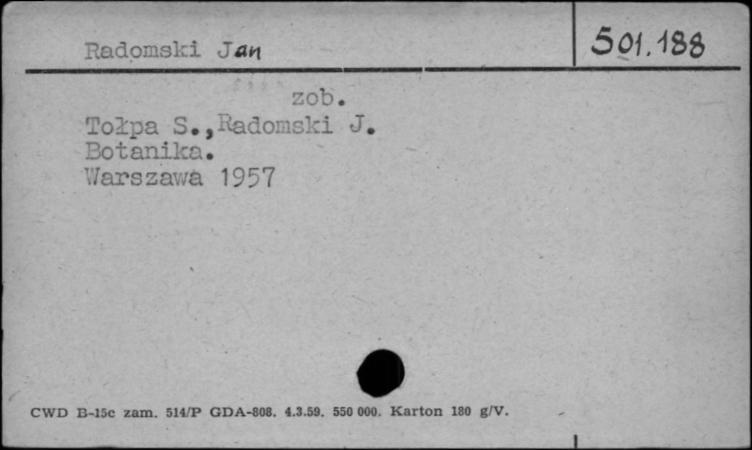 Radomski Jan
501.188
zob.
Tołpa S., Radomski J.
Botanika.
Warszawa 1957
CWD B-15c zam. 514/P GDA-808. 4.3.59. 550 000. Karton 180 g/V.